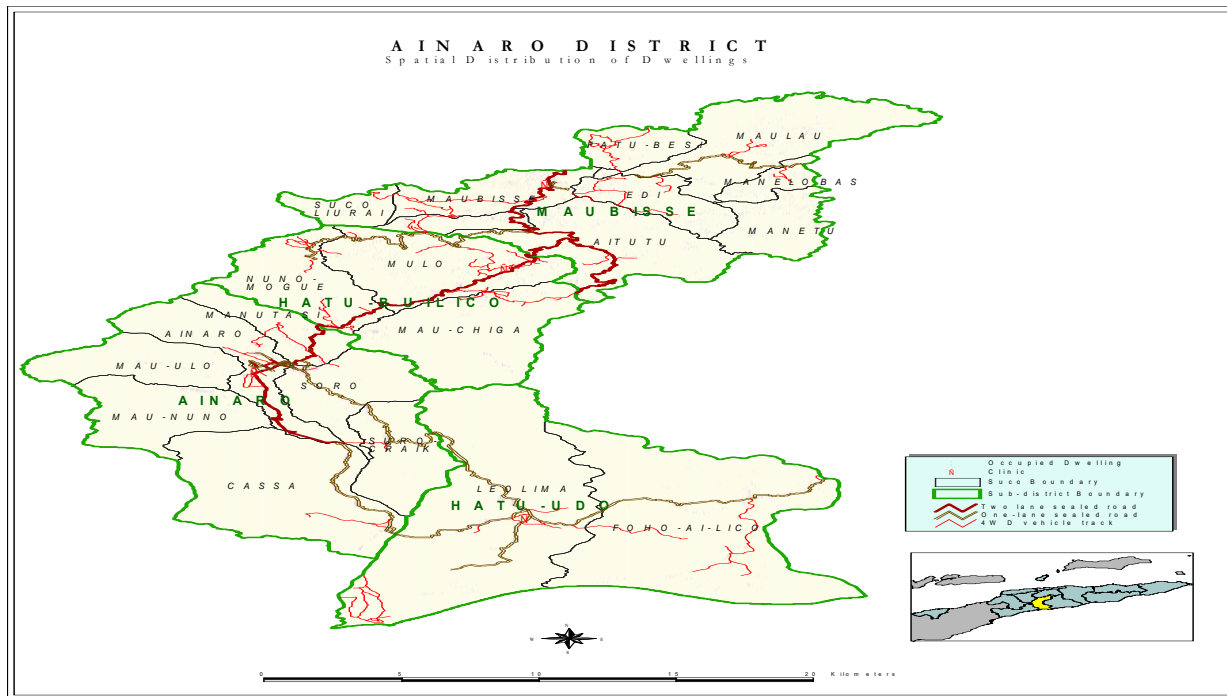 AINARO DISTRICT
Spatial Distribution of Dwellings
MAULAU
FATU-BESI
MANELOBAS
EDI
MAUBISSE
SUCO
LIURAI
MAUBISSE
MANETU
AITUTU
MULO
NUNO-
MOGUE
HATU-BUILICO
MANUTASI
MAU-CHIGA
AINARO
MAU-ULO
SORO
AINARO
MAU-NUNO
SURO-
CRAIK
CASSA
LEOLIMA
HATU-UDO
FOHO-AI-LICO
Occupied Dwelling
Ñ Clinic
Suco Boundary
Sub-district Boundary
Two lane sealed road
One-lane sealed road
4WD vehicle track
N
W E
S
0 5 10 15 20 Kilometers